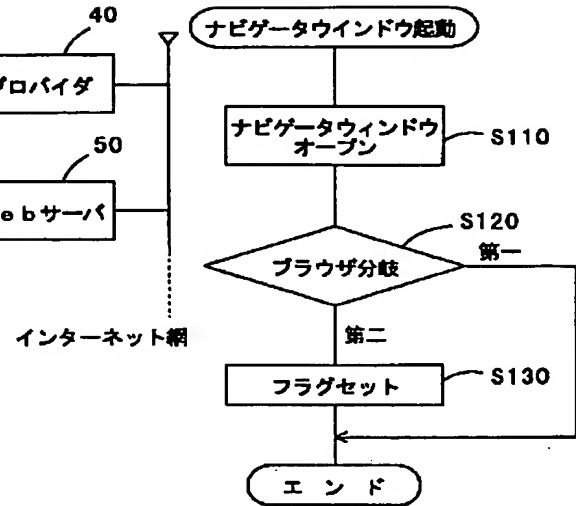 40
プロバイダ
50
ebサーバ
インターネット網
ナビゲータウインドウ起動
ナビゲータウィンドウ
オープン
S110
S120
ブラウザ分岐
第一
第二
フラグセット
S130
エンド